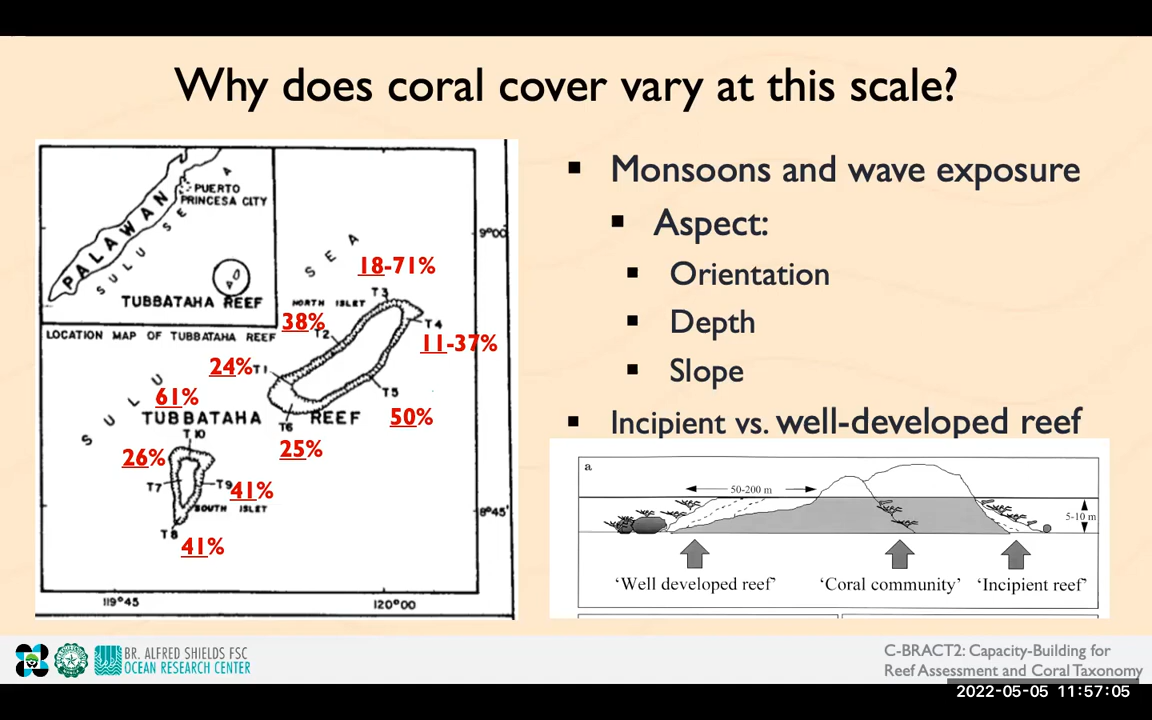 Why does coral cover vary at this scale?
PALAWAN
PUERTO
PRINCESA CITY
SULU SEA
TUBBATAHA REEF
LOCATION MAP OF TUBBATAHA REEF
SULU SEA
9°00'
18-71%
NORTH ISLET
T3
38%
T2
T4
11-37%
24%
T1
T5
61%
TUBBATAHA REEF
50%
T6
25%
T10
26%
T7
T9
41%
SOUTH ISLET
8°45'
T8
41%
119°45
120°00
▪ Monsoons and wave exposure
▪ Aspect:
▪ Orientation
▪ Depth
▪ Slope
▪ Incipient vs. well-developed reef
a
50-200 m
5-10 m
'Well developed reef'
'Coral community'
'Incipient reef'
BR. ALFRED SHIELDS FSC
OCEAN RESEARCH CENTER
C-BRACT2: Capacity-Building for
Reef Assessment and Coral Taxonomy
2022-05-05 11:57:05